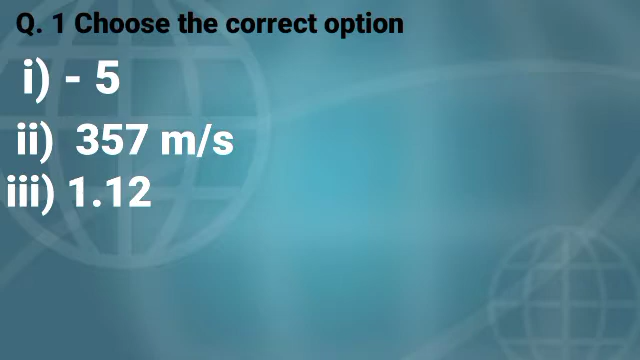 Q. 1 Choose the correct option
i) - 5
ii) 357 m/s
iii) 1.12